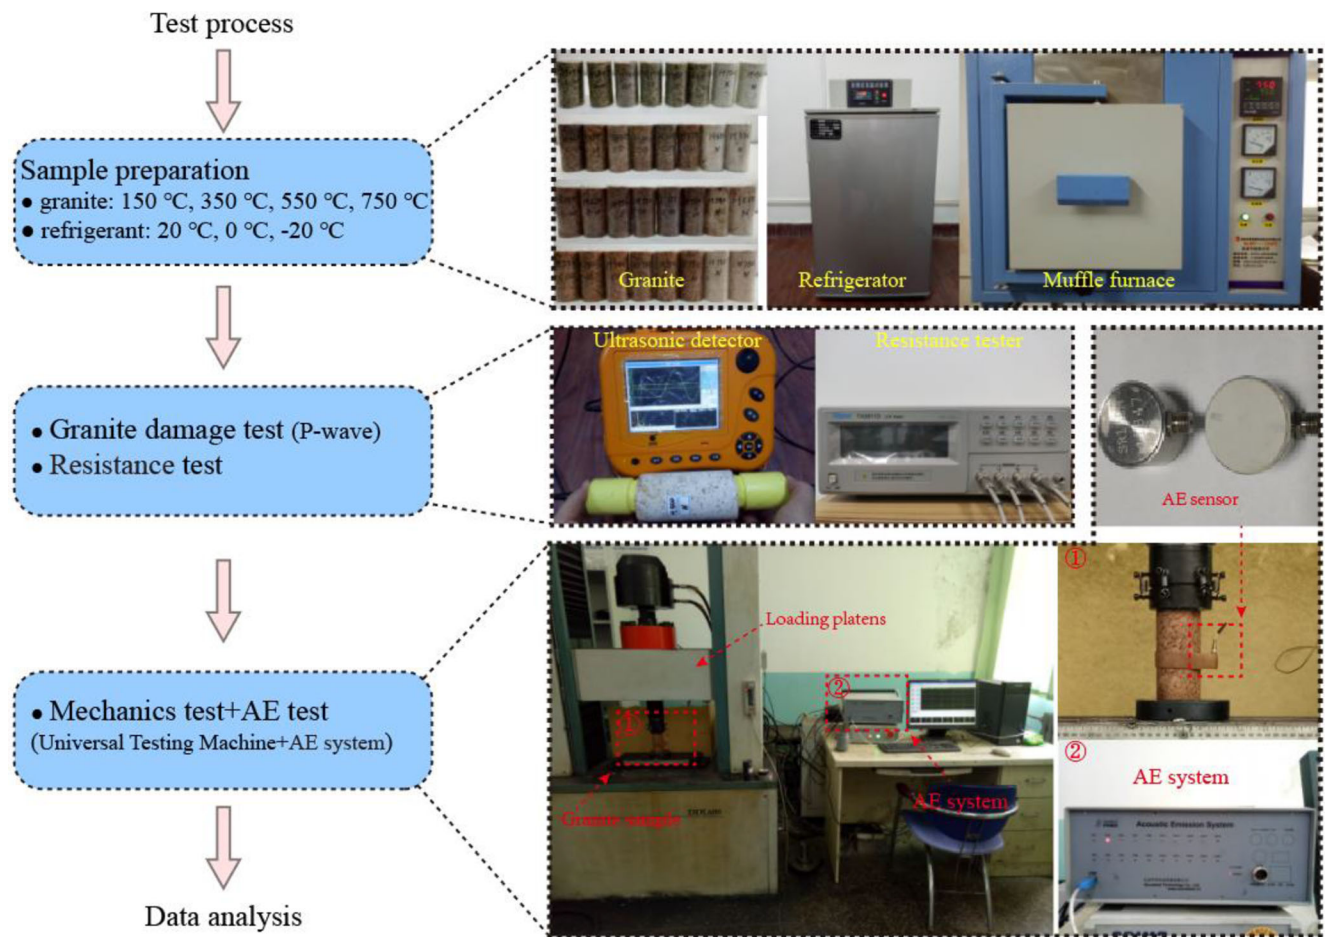 Test process
Sample preparation
● granite: 150 ℃, 350 ℃, 550 ℃, 750 ℃
● refrigerant: 20 ℃, 0 ℃, -20 ℃
Granite
Refrigerator
Muffle furnace
Ultrasonic detector
Resistance tester
● Granite damage test (P-wave)
● Resistance test
AE sensor
● Mechanics test+AE test
(Universal Testing Machine+AE system)
Loading platens
①
②
Granite sample
AE system
①
②
AE system
Acoustic Emission System
Data analysis